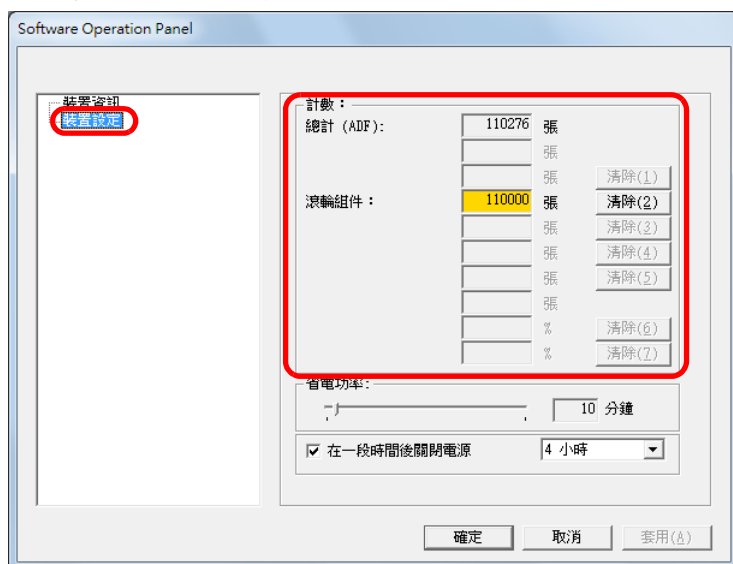 Software Operation Panel
裝置資訊
裝置設定
計數：
總計 (ADF): 110276 張
張
張 清除(1)
滾輪組件： 110000 張 清除(2)
張 清除(3)
張 清除(4)
張 清除(5)
張
% 清除(6)
% 清除(7)
省電功率:
10 分鐘
在一段時間後關閉電源 4 小時
確定 取消 套用(A)